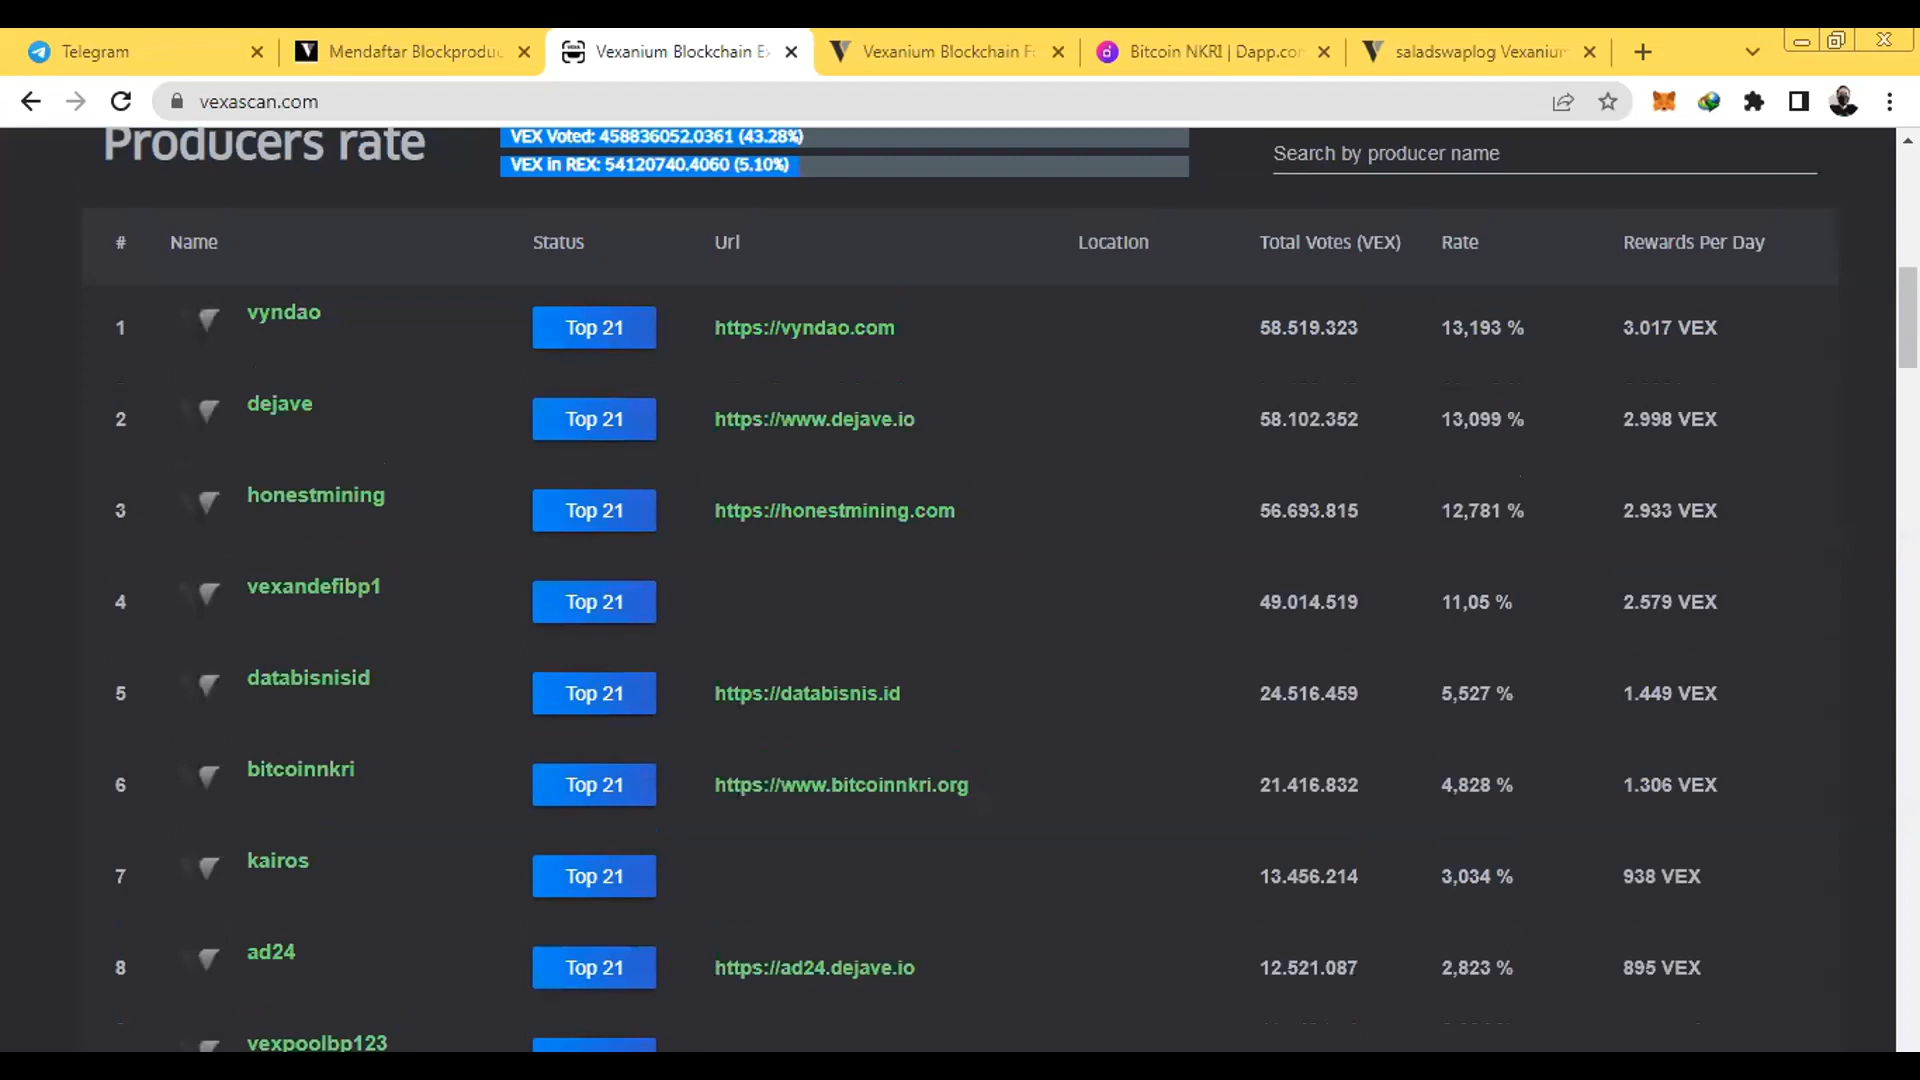 Telegram
Mendaftar Blockproduc
Vexanium Blockchain Ex
Vexanium Blockchain F
Bitcoin NKRI | Dapp.com
saladswaplog Vexanium
vexascan.com
Producers rate
VEX Voted: 458836052.0361 (43.28%)
VEX in REX: 54120740.4060 (5.10%)
Search by producer name
# Name Status Url Location Total Votes (VEX) Rate Rewards Per Day
1 vyndao Top 21 https://vyndao.com 58.519.323 13,193 % 3.017 VEX
2 dejave Top 21 https://www.dejave.io 58.102.352 13,099 % 2.998 VEX
3 honestmining Top 21 https://honestmining.com 56.693.815 12,781 % 2.933 VEX
4 vexandefibp1 Top 21 49.014.519 11,05 % 2.579 VEX
5 databisnisid Top 21 https://databisnis.id 24.516.459 5,527 % 1.449 VEX
6 bitcoinnkri Top 21 https://www.bitcoinnkri.org 21.416.832 4,828 % 1.306 VEX
7 kairos Top 21 13.456.214 3,034 % 938 VEX
8 ad24 Top 21 https://ad24.dejave.io 12.521.087 2,823 % 895 VEX
vexpoolbp123